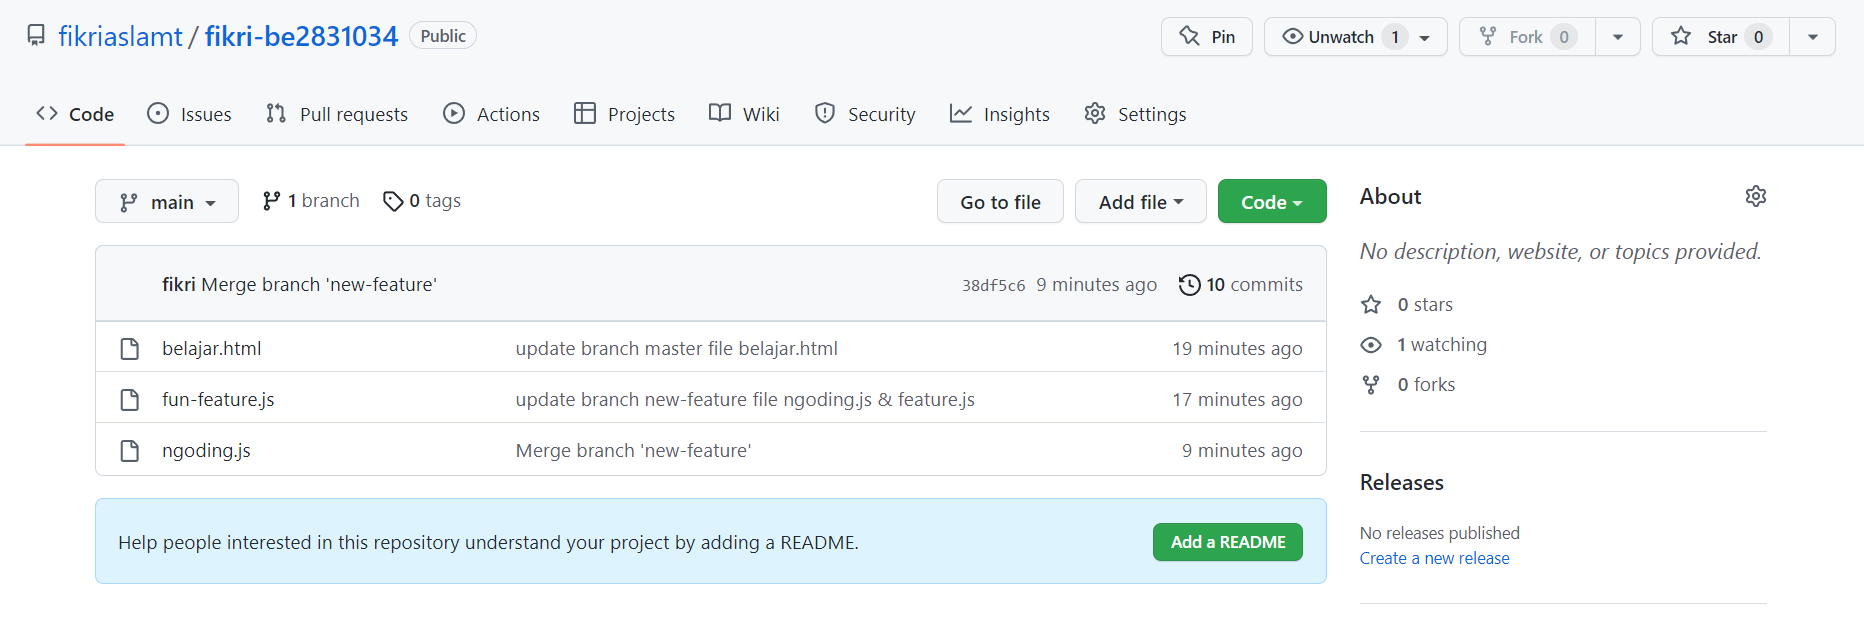 fikriaslamt / fikri-be2831034 Public
Pin
Unwatch 1
Fork 0
Star 0
Code Issues Pull requests Actions Projects Wiki Security Insights Settings
main 1 branch 0 tags
Go to file Add file Code
fikri Merge branch 'new-feature' 38df5c6 9 minutes ago 10 commits
belajar.html update branch master file belajar.html 19 minutes ago
fun-feature.js update branch new-feature file ngoding.js & feature.js 17 minutes ago
ngoding.js Merge branch 'new-feature' 9 minutes ago
Help people interested in this repository understand your project by adding a README. Add a README
About
No description, website, or topics provided.
0 stars
1 watching
0 forks
Releases
No releases published
Create a new release